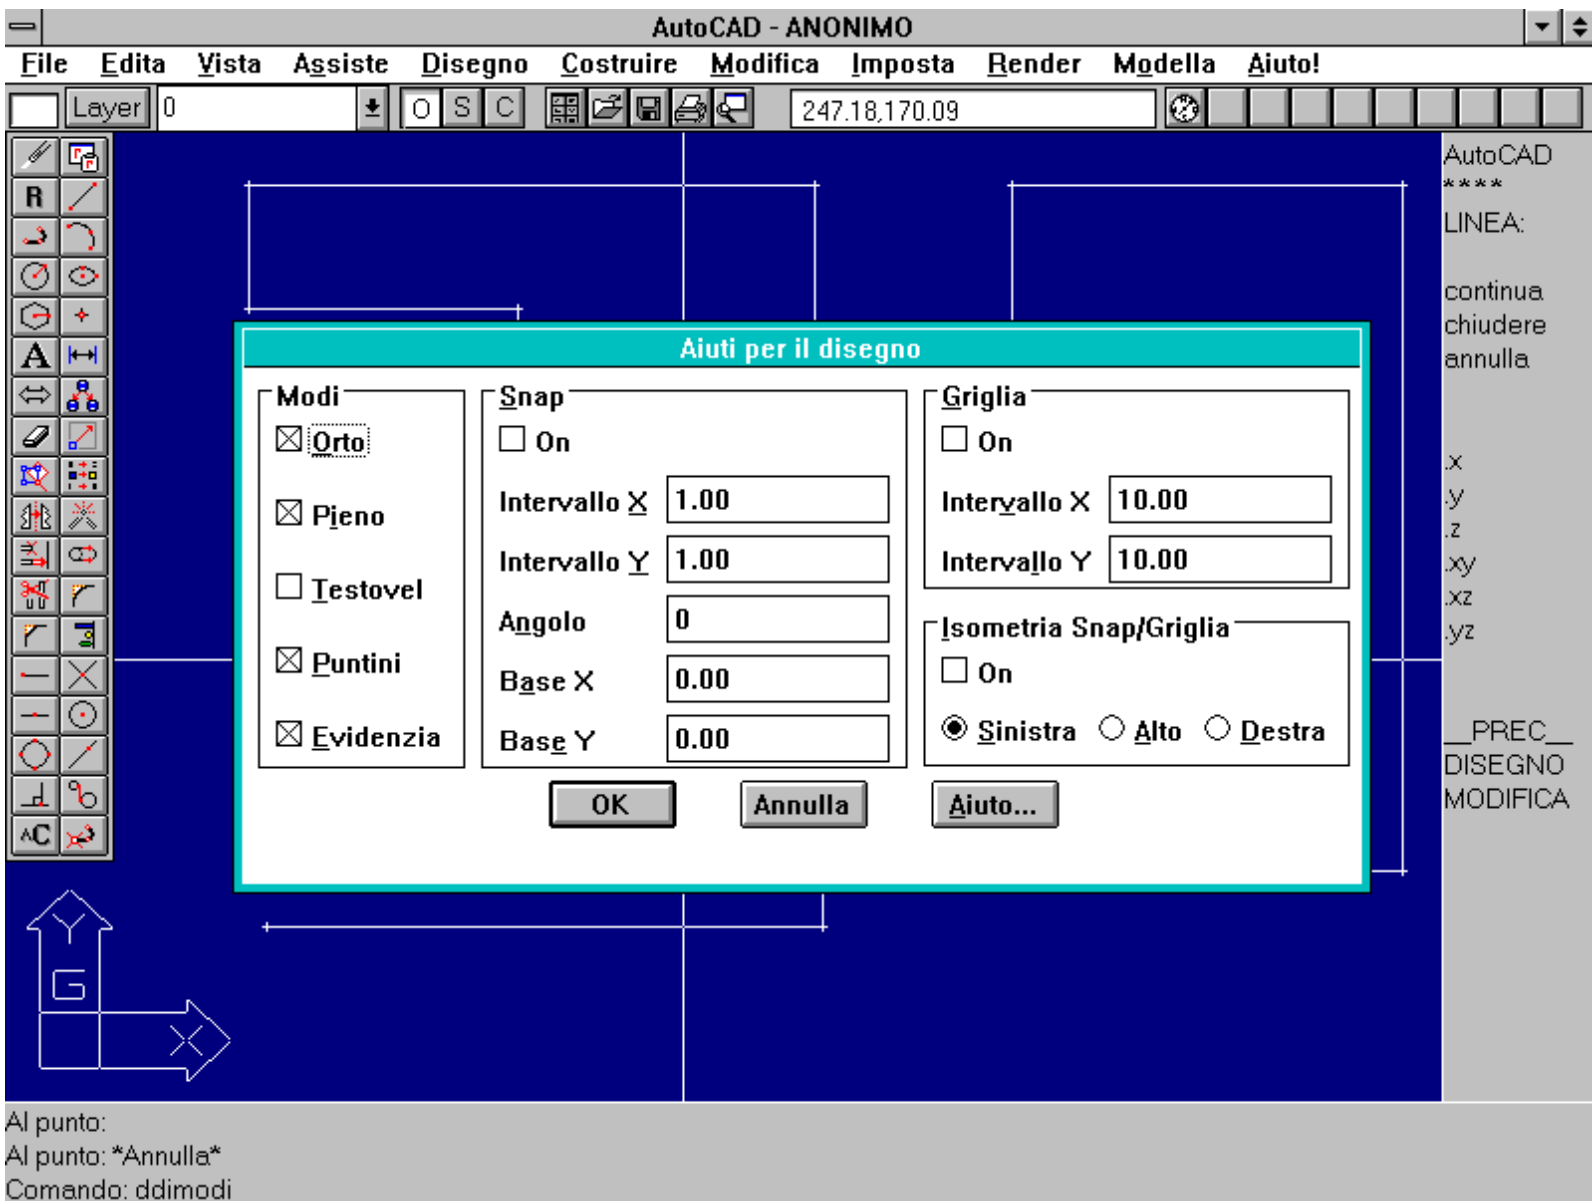 AutoCAD - ANONIMO
File Edita Vista Assiste Disegno Costruire Modifica Imposta Render Modella Aiuto!
Layer 0 O S C 247.18,170.09
AutoCAD
****
LINEA:
continua
chiudere
annulla
.x
.y
.z
.xy
.xz
.yz
__PREC__
DISEGNO
MODIFICA
R
A
AC
Aiuti per il disegno
Modi
Orto
Pieno
Testovel
Puntini
Evidenzia
Snap
On
Intervallo X 1.00
Intervallo Y 1.00
Angolo 0
Base X 0.00
Base Y 0.00
Griglia
On
Intervallo X 10.00
Intervallo Y 10.00
Isometria Snap/Griglia
On
Sinistra Alto Destra
OK Annulla Aiuto...
Y
G
X
Al punto:
Al punto: *Annulla*
Comando: ddimodi